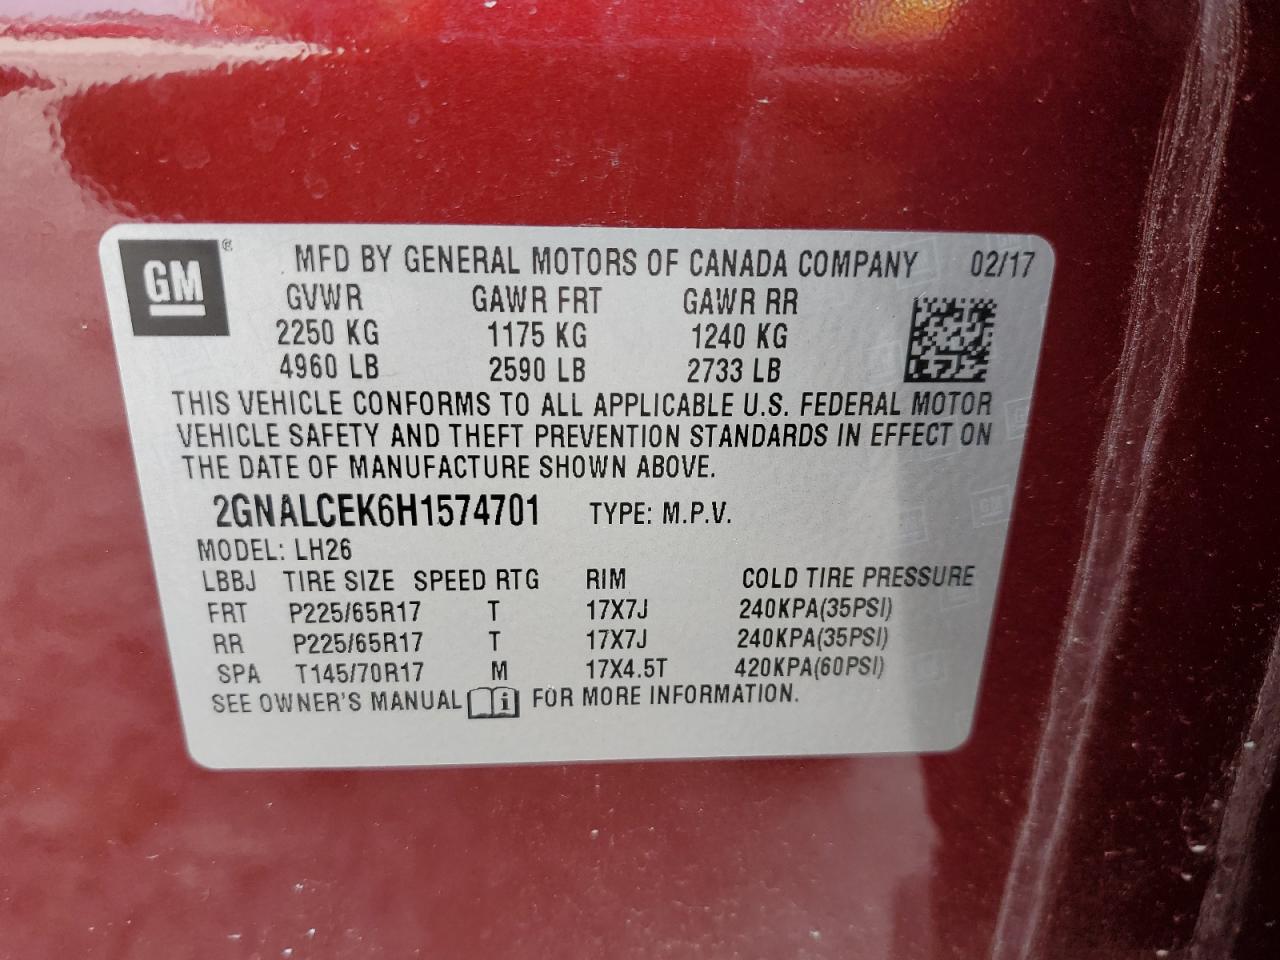 GM ® MFD BY GENERAL MOTORS OF CANADA COMPANY 02/17
GVWR GAWR FRT GAWR RR
2250 KG 1175 KG 1240 KG
4960 LB 2590 LB 2733 LB
THIS VEHICLE CONFORMS TO ALL APPLICABLE U.S. FEDERAL MOTOR
VEHICLE SAFETY AND THEFT PREVENTION STANDARDS IN EFFECT ON
THE DATE OF MANUFACTURE SHOWN ABOVE.
2GNALCEK6H1574701 TYPE: M.P.V.
MODEL: LH26
LBBJ TIRE SIZE SPEED RTG RIM COLD TIRE PRESSURE
FRT P225/65R17 T 17X7J 240KPA(35PSI)
RR P225/65R17 T 17X7J 240KPA(35PSI)
SPA T145/70R17 M 17X4.5T 420KPA(60PSI)
SEE OWNER'S MANUAL i FOR MORE INFORMATION.